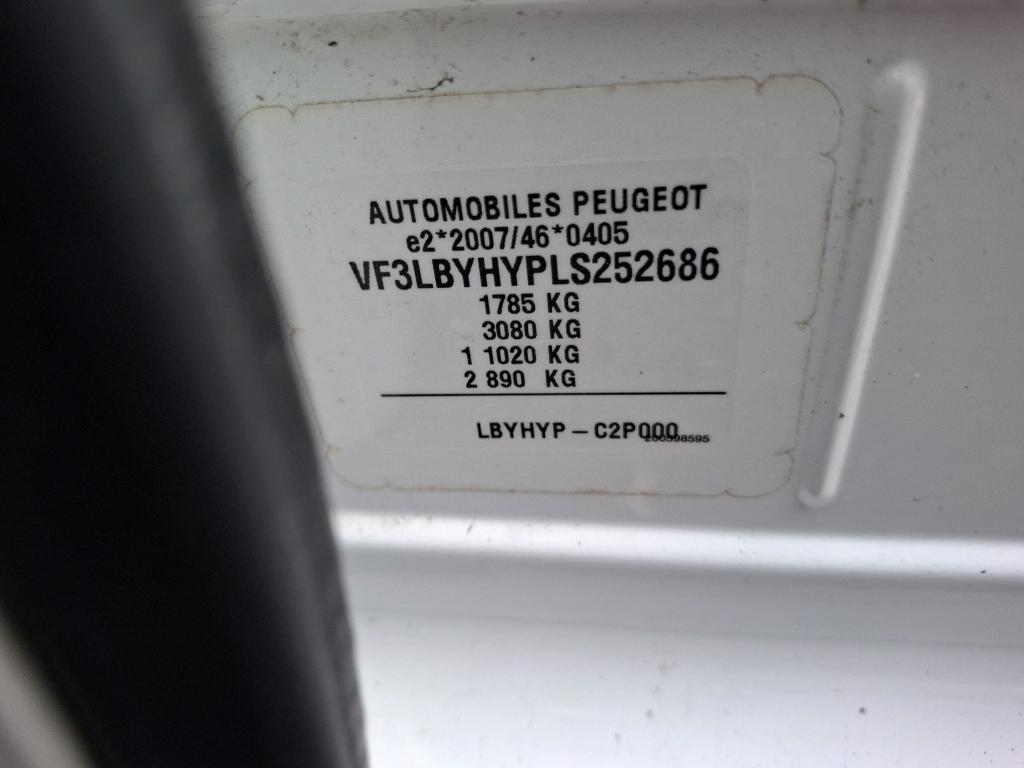 AUTOMOBILES PEUGEOT
e2*2007/46*0405
VF3LBYHYPLS252686
1785 KG
3080 KG
1 1020 KG
2 890 KG
LBYHYP - C2P000
200598595